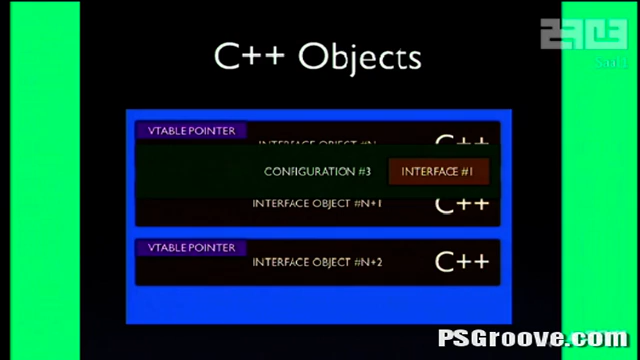 C++ Objects
Saal1
VTABLE POINTER
INTERFACE OBJECT #N
C++
CONFIGURATION #3
INTERFACE #1
INTERFACE OBJECT #N+1
C++
VTABLE POINTER
INTERFACE OBJECT #N+2
C++
PSGroove.com